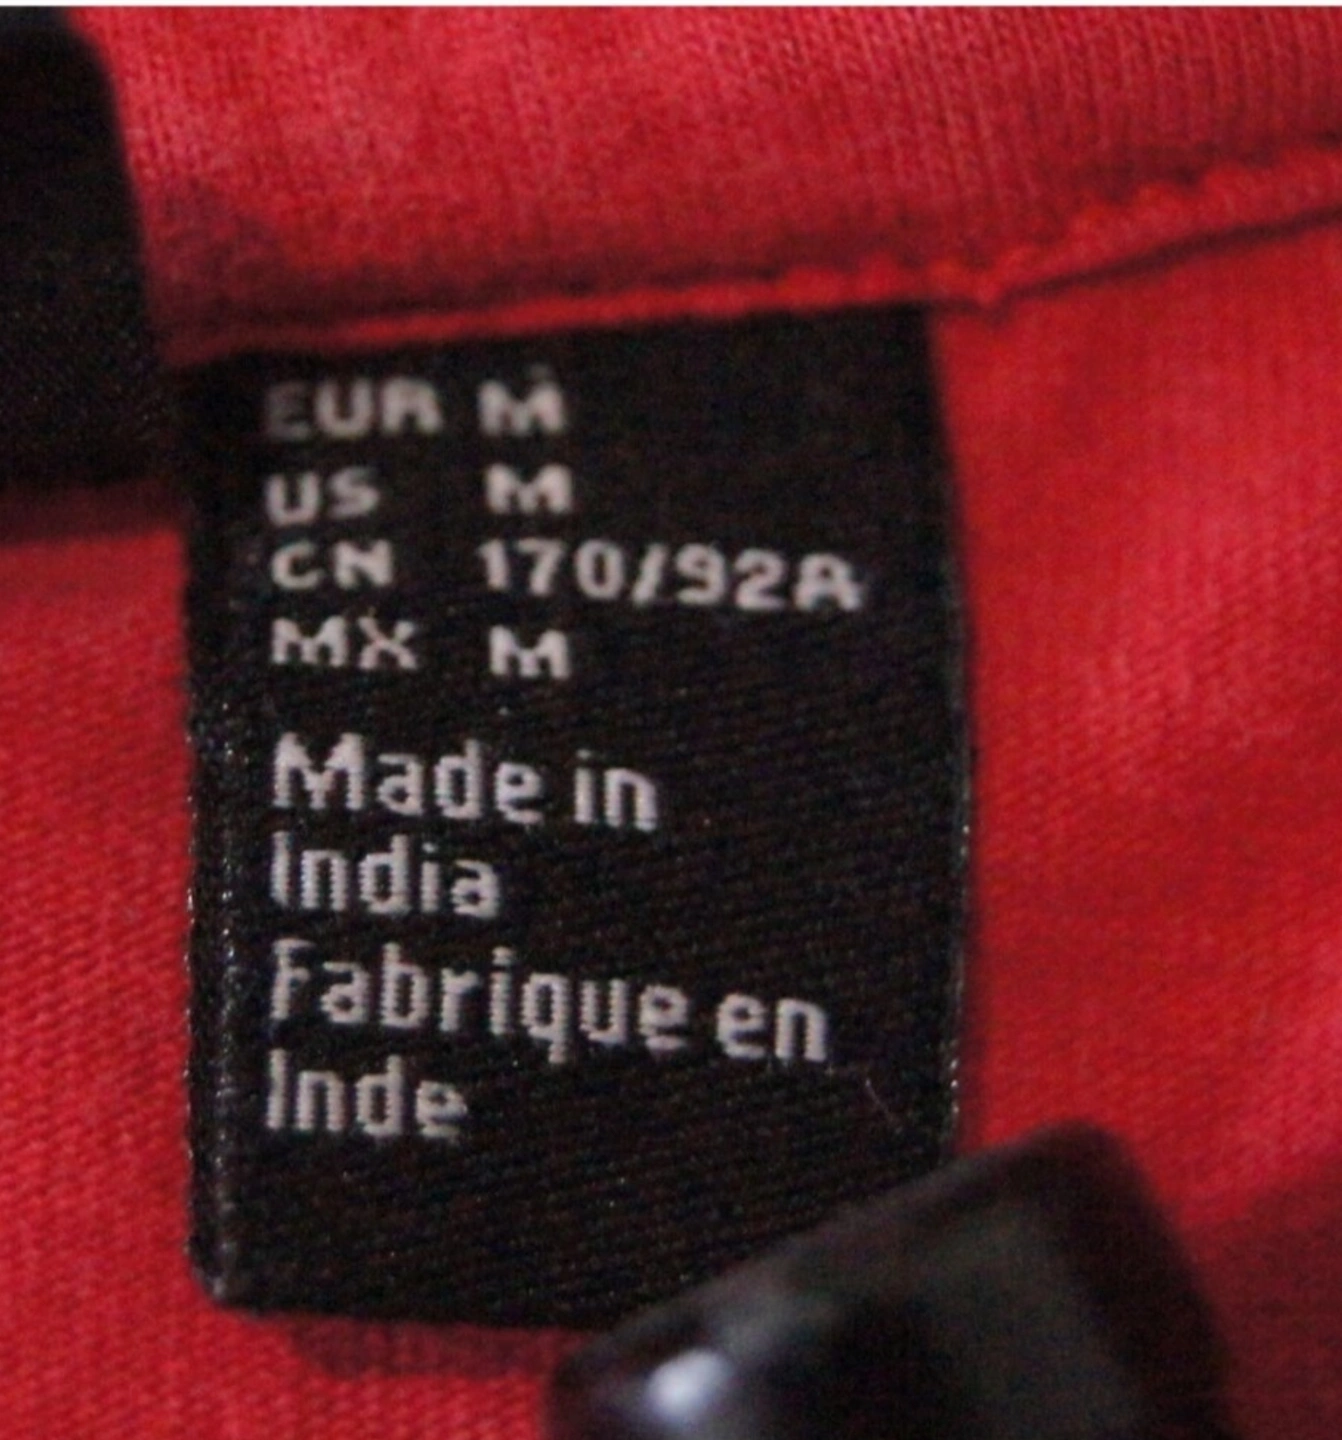 EUR M
US M
CN 170/92A
MX M
Made in
India
Fabrique en
Inde